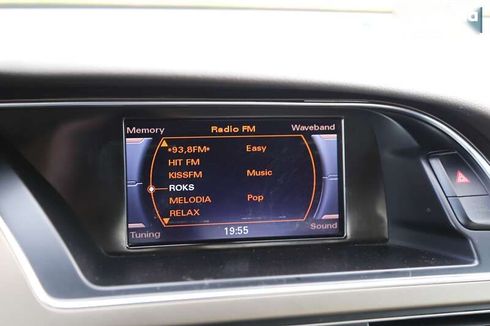 Memory Radio FM Waveband
*93,8FM* Easy
HIT FM
KISSFM Music
ROKS
MELODIA Pop
RELAX
Tuning 19:55 Sound